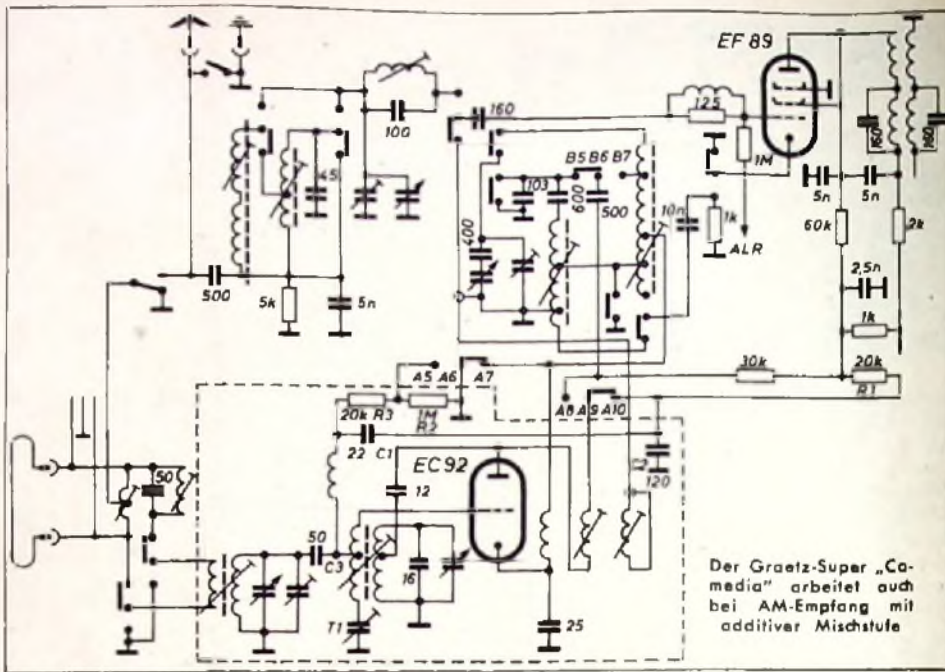 EF 89
160
12,5
100
45
1M
160
160
B5 B6 B7
103
600
500
400
10n
1k
ALR
5n
5n
60k
2k
2,5n
1k
500
5k
5n
A5 A6
A7
30k
20k
R1
A8 A9 A10
20k R3
1M
R2
22 C1
EC 92
12
120
50
50
C3
16
T1
25
Der Graetz-Super „Co-
media" arbeitet auch
bei AM-Empfang mit
additiver Mischstufe